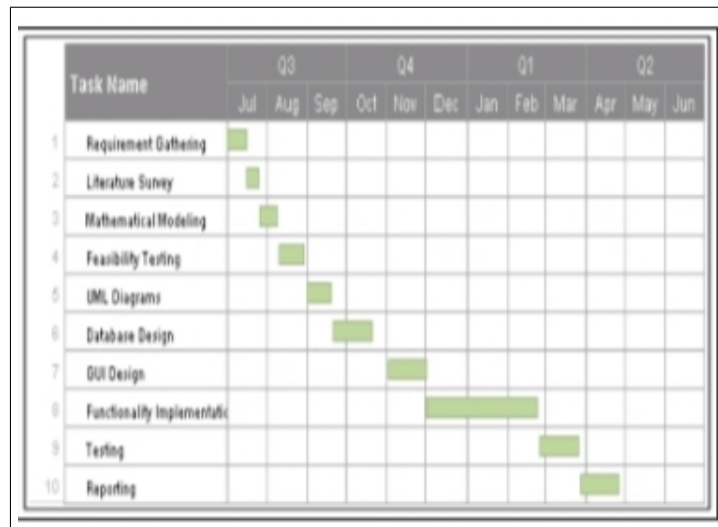 Task Name
Q3 Q4 Q1 Q2
Jul Aug Sep Oct Nov Dec Jan Feb Mar Apr May Jun
1 Requirement Gathering
2 Literature Survey
3 Mathematical Modeling
4 Feasibility Testing
5 UML Diagrams
6 Database Design
7 GUI Design
8 Functionality Implementatic
9 Testing
10 Reporting